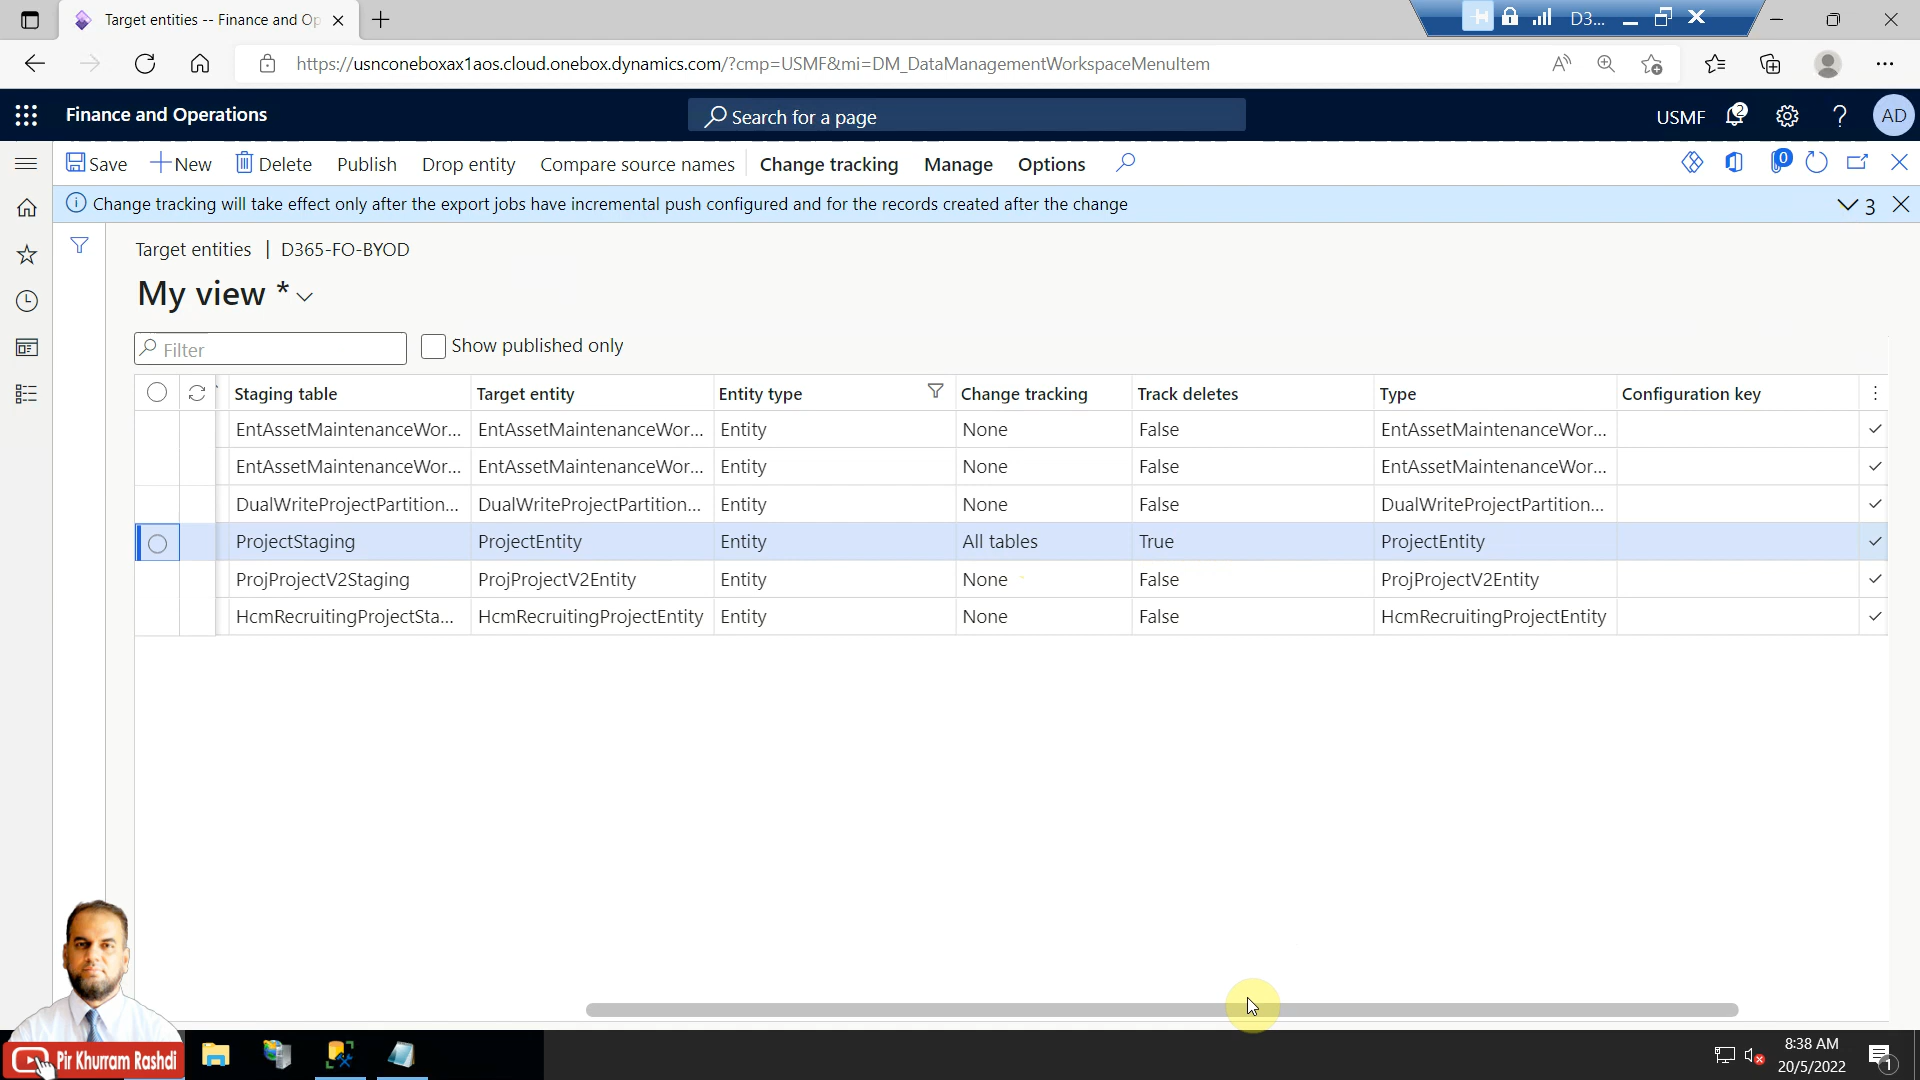 Target entities -- Finance and Op
D3...
https://usnconeboxax1aos.cloud.onebox.dynamics.com/?cmp=USMF&mi=DM_DataManagementWorkspaceMenuItem
Finance and Operations
Search for a page
USMF
2
AD
Save
New
Delete
Publish
Drop entity
Compare source names
Change tracking
Manage
Options
0
Change tracking will take effect only after the export jobs have incremental push configured and for the records created after the change
3
Target entities | D365-FO-BYOD
My view *
Filter
Show published only
Staging table Target entity Entity type Change tracking Track deletes Type Configuration key
EntAssetMaintenanceWor... EntAssetMaintenanceWor... Entity None False EntAssetMaintenanceWor...
EntAssetMaintenanceWor... EntAssetMaintenanceWor... Entity None False EntAssetMaintenanceWor...
DualWriteProjectPartition... DualWriteProjectPartition... Entity None False DualWriteProjectPartition...
ProjectStaging ProjectEntity Entity All tables True ProjectEntity
ProjProjectV2Staging ProjProjectV2Entity Entity None False ProjProjectV2Entity
HcmRecruitingProjectSta... HcmRecruitingProjectEntity Entity None False HcmRecruitingProjectEntity
Pir Khurram Rashdi
8:38 AM
20/5/2022
1